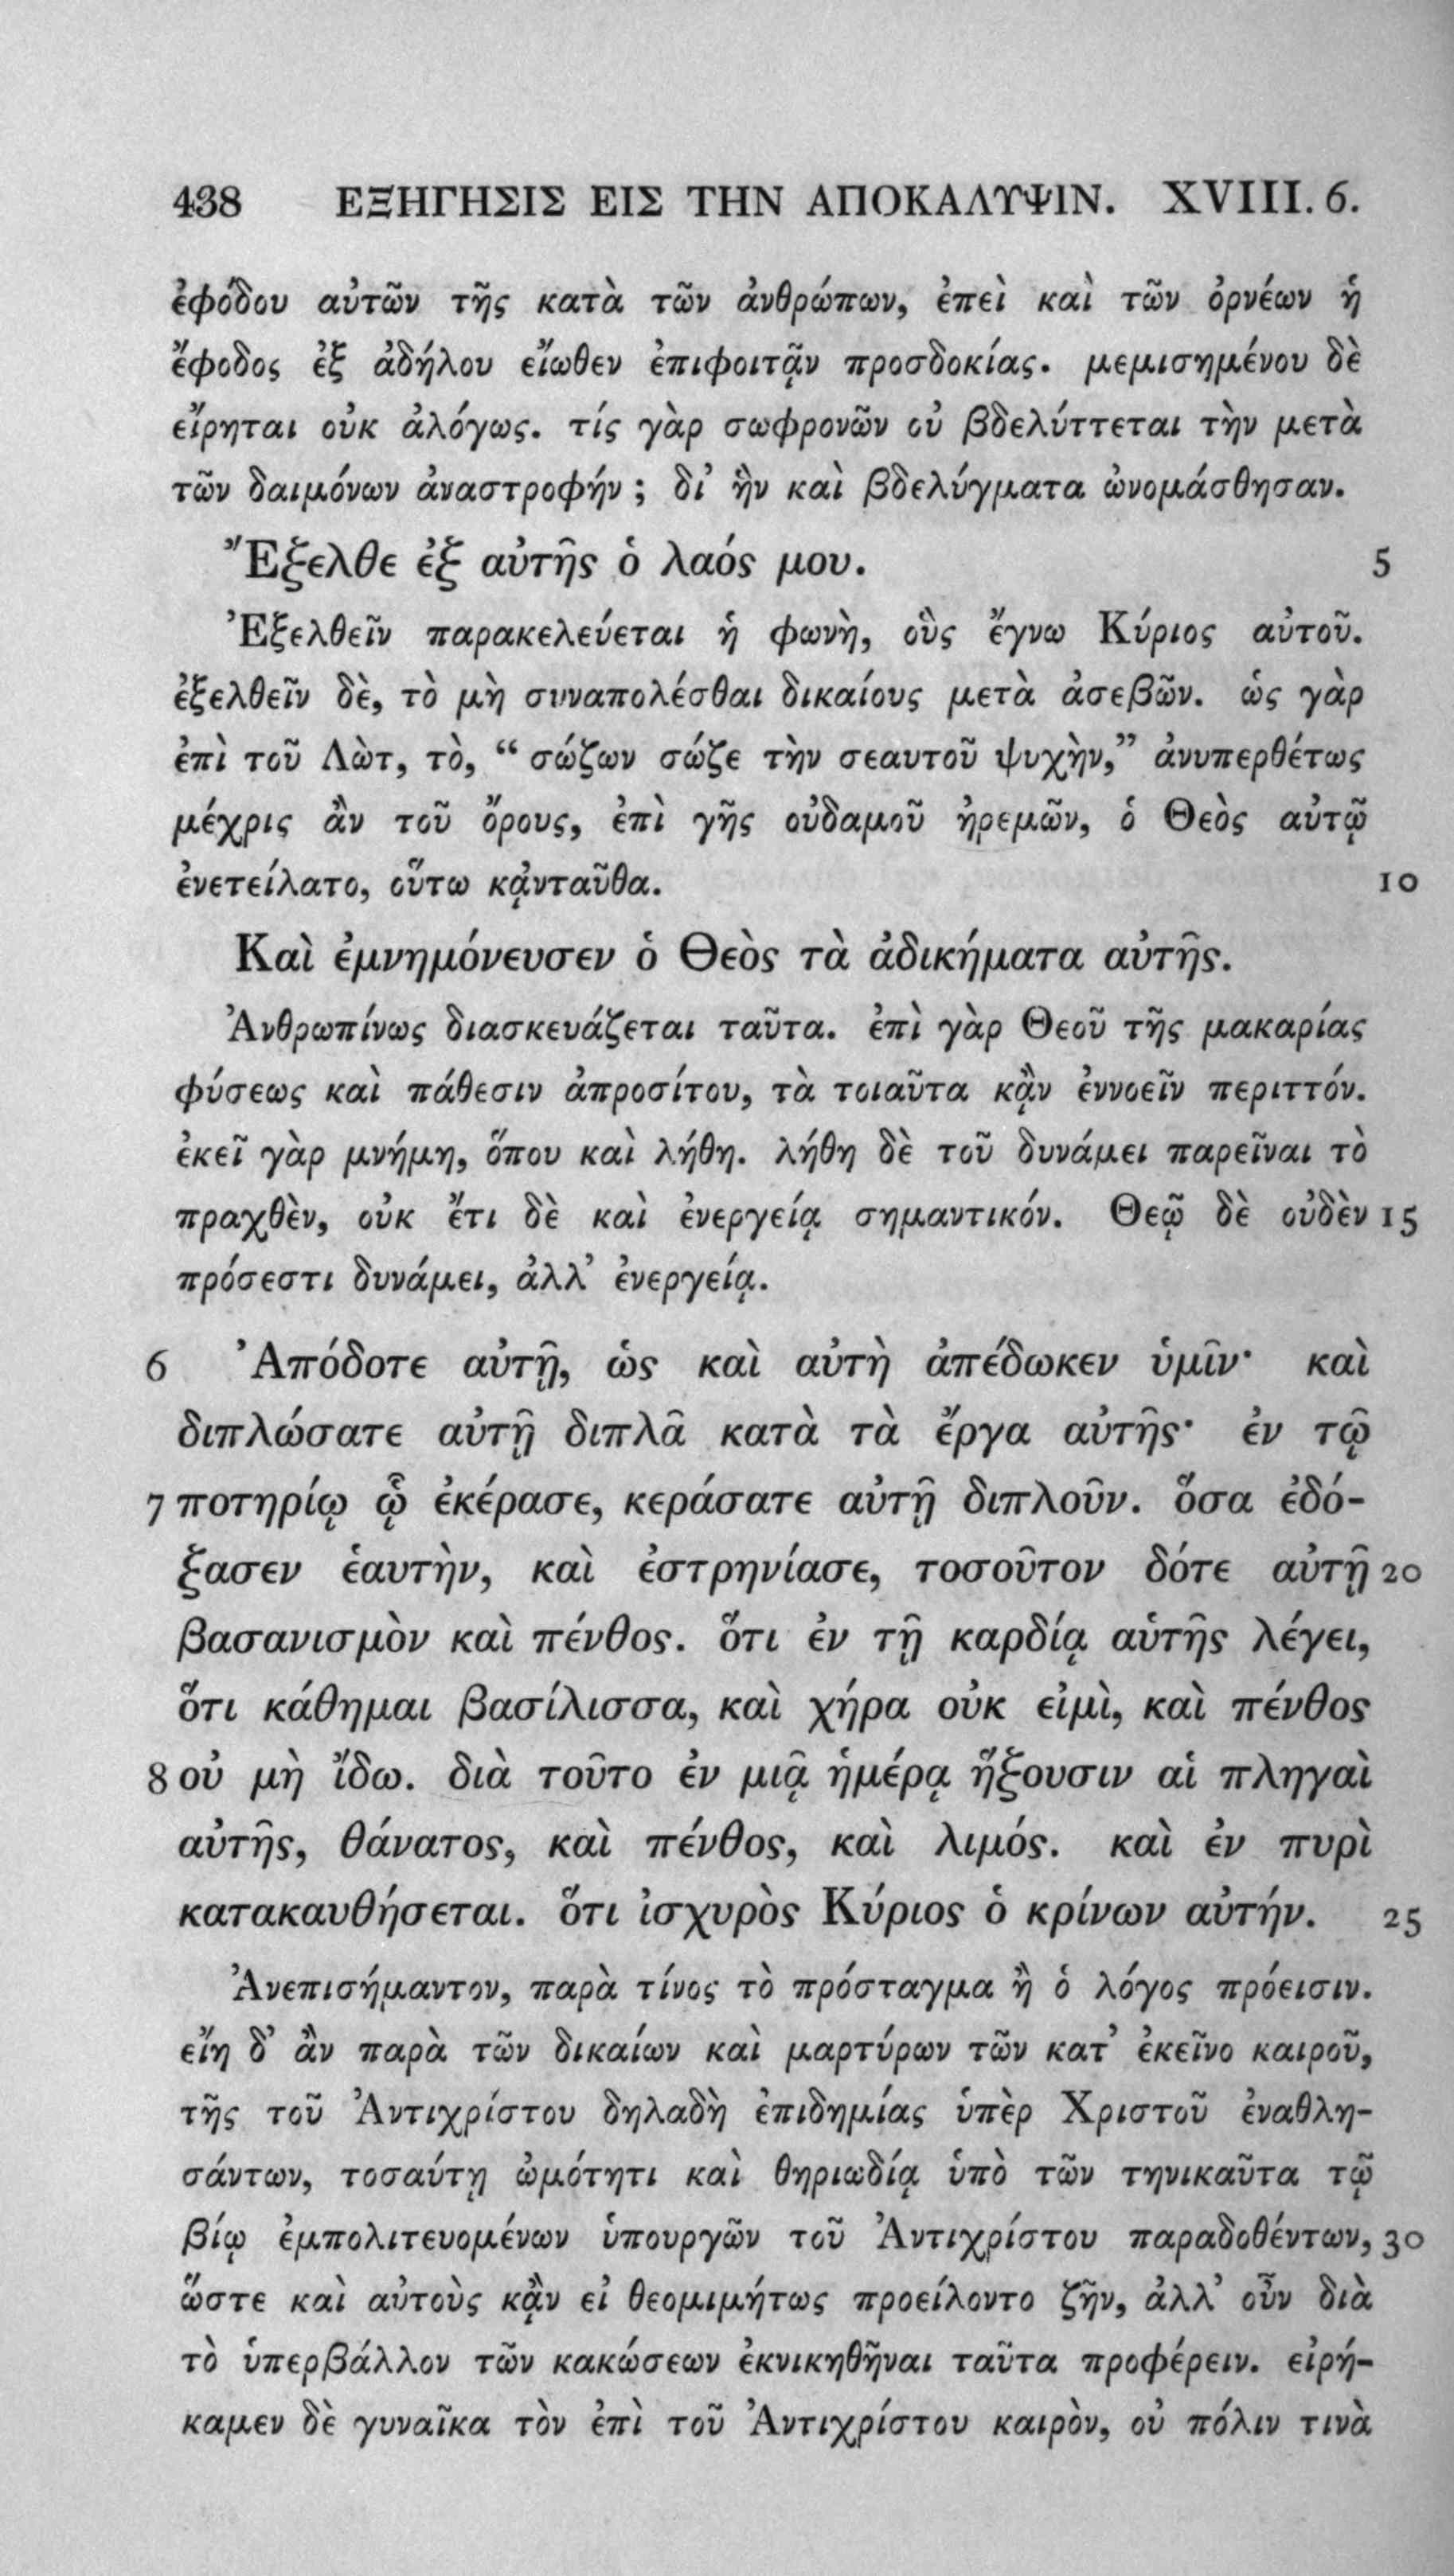 438 ΕΞΗΓΗΣΙΣ ΕΙΣ ΤΗΝ ΑΠΟΚΑΛΥΨΙΝ. XVIII. 6.
ἐφόδου αὐτῶν τῆς κατὰ τῶν ἀνθρώπων, ἐπεὶ καὶ τῶν ὀρνέων ἡ
ἔφοδος ἐξ ἀδήλου εἴωθεν ἐπιφοιτᾷν προσδοκίας. μεμισημένου δὲ
εἴρηται οὐκ ἀλόγως. τίς γὰρ σωφρονῶν οὐ βδελύττεται τὴν μετὰ
τῶν δαιμόνων ἀναστροφήν ; δι’ ἣν καὶ βδελύγματα ὠνομάσθησαν.
Ἔξελθε ἐξ αὐτῆς ὁ λαός μου. 5
Ἐξελθεῖν παρακελεύεται ἡ φωνὴ, οὓς ἔγνω Κύριος αὐτοῦ.
ἐξελθεῖν δὲ, τὸ μὴ συναπολέσθαι δικαίους μετὰ ἀσεβῶν. ὡς γὰρ
ἐπὶ τοῦ Λὼτ, τὸ, “ σώζων σώζε τὴν σεαυτοῦ ψυχὴν,” ἀνυπερθέτως
μέχρις ἂν τοῦ ὄρους, ἐπὶ γῆς οὐδαμοῦ ἠρεμῶν, ὁ Θεὸς αὐτῷ
ἐνετείλατο, οὕτω κᾀνταῦθα. 10
Καὶ ἐμνημόνευσεν ὁ Θεὸς τὰ ἀδικήματα αὐτῆς.
Ἀνθρωπίνως διασκευάζεται ταῦτα. ἐπὶ γὰρ Θεοῦ τῆς μακαρίας
φύσεως καὶ πάθεσιν ἀπροσίτου, τὰ τοιαῦτα κᾂν ἐννοεῖν περιττόν.
ἐκεῖ γὰρ μνήμη, ὅπου καὶ λήθη. λήθη δὲ τοῦ δυνάμει παρεῖναι τὸ
πραχθὲν, οὐκ ἔτι δὲ καὶ ἐνεργείᾳ σημαντικόν. Θεῷ δὲ οὐδὲν 15
πρόσεστι δυνάμει, ἀλλ’ ἐνεργείᾳ.
6 Ἀπόδοτε αὐτῇ, ὡς καὶ αὐτὴ ἀπέδωκεν ὑμῖν· καὶ
διπλώσατε αὐτῇ διπλᾶ κατὰ τὰ ἔργα αὐτῆς· ἐν τῷ
7 ποτηρίῳ ᾧ ἐκέρασε, κεράσατε αὐτῇ διπλοῦν. ὅσα ἐδό-
ξασεν ἑαυτὴν, καὶ ἐστρηνίασε, τοσοῦτον δότε αὐτῇ 20
βασανισμὸν καὶ πένθος. ὅτι ἐν τῇ καρδίᾳ αὑτῆς λέγει,
ὅτι κάθημαι βασίλισσα, καὶ χήρα οὐκ εἰμὶ, καὶ πένθος
8 οὐ μὴ ἴδω. διὰ τοῦτο ἐν μιᾷ ἡμέρᾳ ἥξουσιν αἱ πληγαὶ
αὐτῆς, θάνατος, καὶ πένθος, καὶ λιμός. καὶ ἐν πυρὶ
κατακαυθήσεται. ὅτι ἰσχυρὸς Κύριος ὁ κρίνων αὐτήν. 25
Ἀνεπισήμαντον, παρὰ τίνος τὸ πρόσταγμα ἢ ὁ λόγος πρόεισιν.
εἴη δ’ ἂν παρὰ τῶν δικαίων καὶ μαρτύρων τῶν κατ’ ἐκεῖνο καιροῦ,
τῆς τοῦ Ἀντιχρίστου δηλαδὴ ἐπιδημίας ὑπὲρ Χριστοῦ ἐναθλη-
σάντων, τοσαύτῃ ὠμότητι καὶ θηριωδίᾳ ὑπὸ τῶν τηνικαῦτα τῷ
βίῳ ἐμπολιτευομένων ὑπουργῶν τοῦ Ἀντιχρίστου παραδοθέντων, 30
ὥστε καὶ αὐτοὺς κᾂν εἰ θεομιμήτως προείλοντο ζῆν, ἀλλ’ οὖν διὰ
τὸ ὑπερβάλλον τῶν κακώσεων ἐκνικηθῆναι ταῦτα προφέρειν. εἰρή-
καμεν δὲ γυναῖκα τὸν ἐπὶ τοῦ Ἀντιχρίστου καιρὸν, οὐ πόλιν τινὰ